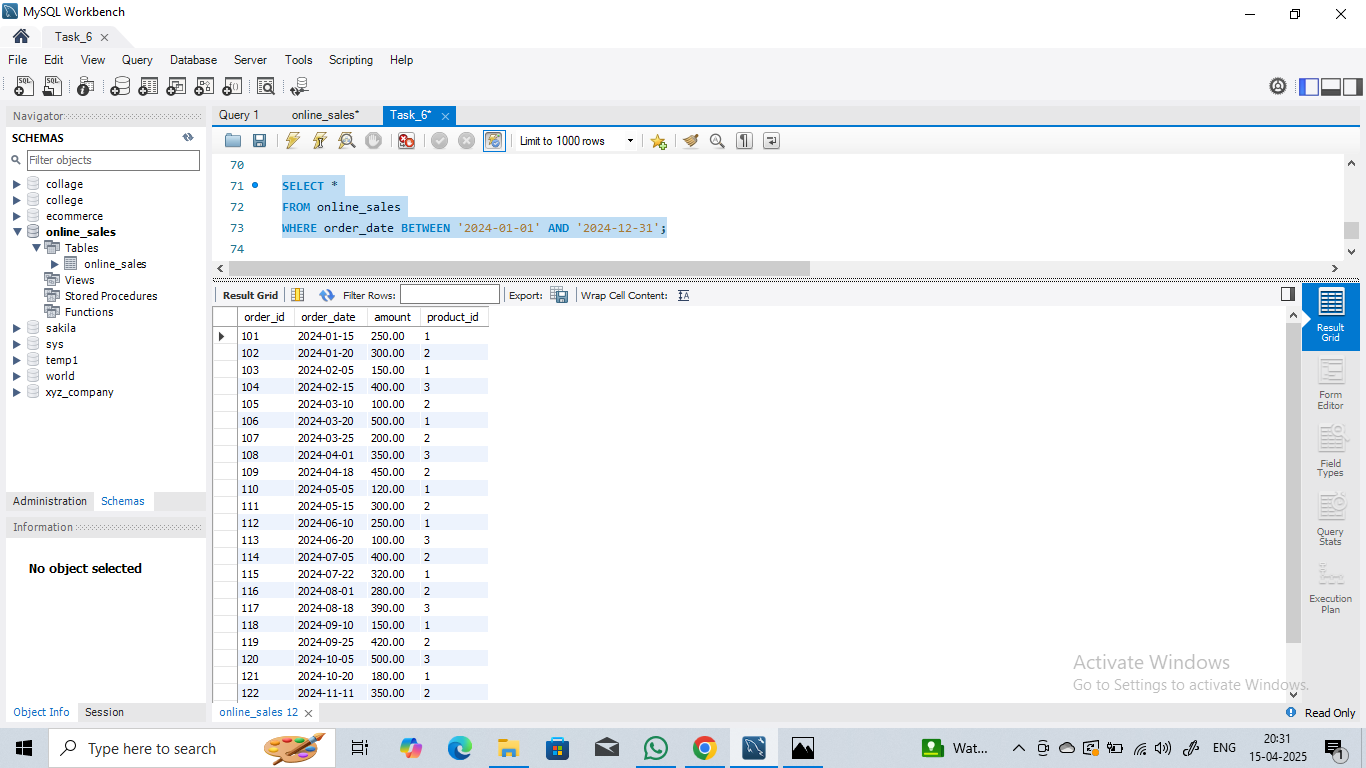 MySQL Workbench
Task_6
File Edit View Query Database Server Tools Scripting Help
Navigator
SCHEMAS
Filter objects
collage
college
ecommerce
online_sales
Tables
online_sales
Views
Stored Procedures
Functions
sakila
sys
temp1
world
xyz_company
Administration Schemas
Information
No object selected
Object Info Session
Query 1 online_sales* Task_6*
Limit to 1000 rows
70
71 SELECT *
72 FROM online_sales
73 WHERE order_date BETWEEN '2024-01-01' AND '2024-12-31';
74
Result Grid Filter Rows: Export: Wrap Cell Content:
order_id order_date amount product_id
101 2024-01-15 250.00 1
102 2024-01-20 300.00 2
103 2024-02-05 150.00 1
104 2024-02-15 400.00 3
105 2024-03-10 100.00 2
106 2024-03-20 500.00 1
107 2024-03-25 200.00 2
108 2024-04-01 350.00 3
109 2024-04-18 450.00 2
110 2024-05-05 120.00 1
111 2024-05-15 300.00 2
112 2024-06-10 250.00 1
113 2024-06-20 100.00 3
114 2024-07-05 400.00 2
115 2024-07-22 320.00 1
116 2024-08-01 280.00 2
117 2024-08-18 390.00 3
118 2024-09-10 150.00 1
119 2024-09-25 420.00 2
120 2024-10-05 500.00 3
121 2024-10-20 180.00 1
122 2024-11-11 350.00 2
Result
Grid
Form
Editor
Field
Types
Query
Stats
Execution
Plan
Activate Windows
Go to Settings to activate Windows.
online_sales 12
Read Only
Type here to search
Wat...
ENG
20:31
15-04-2025
1